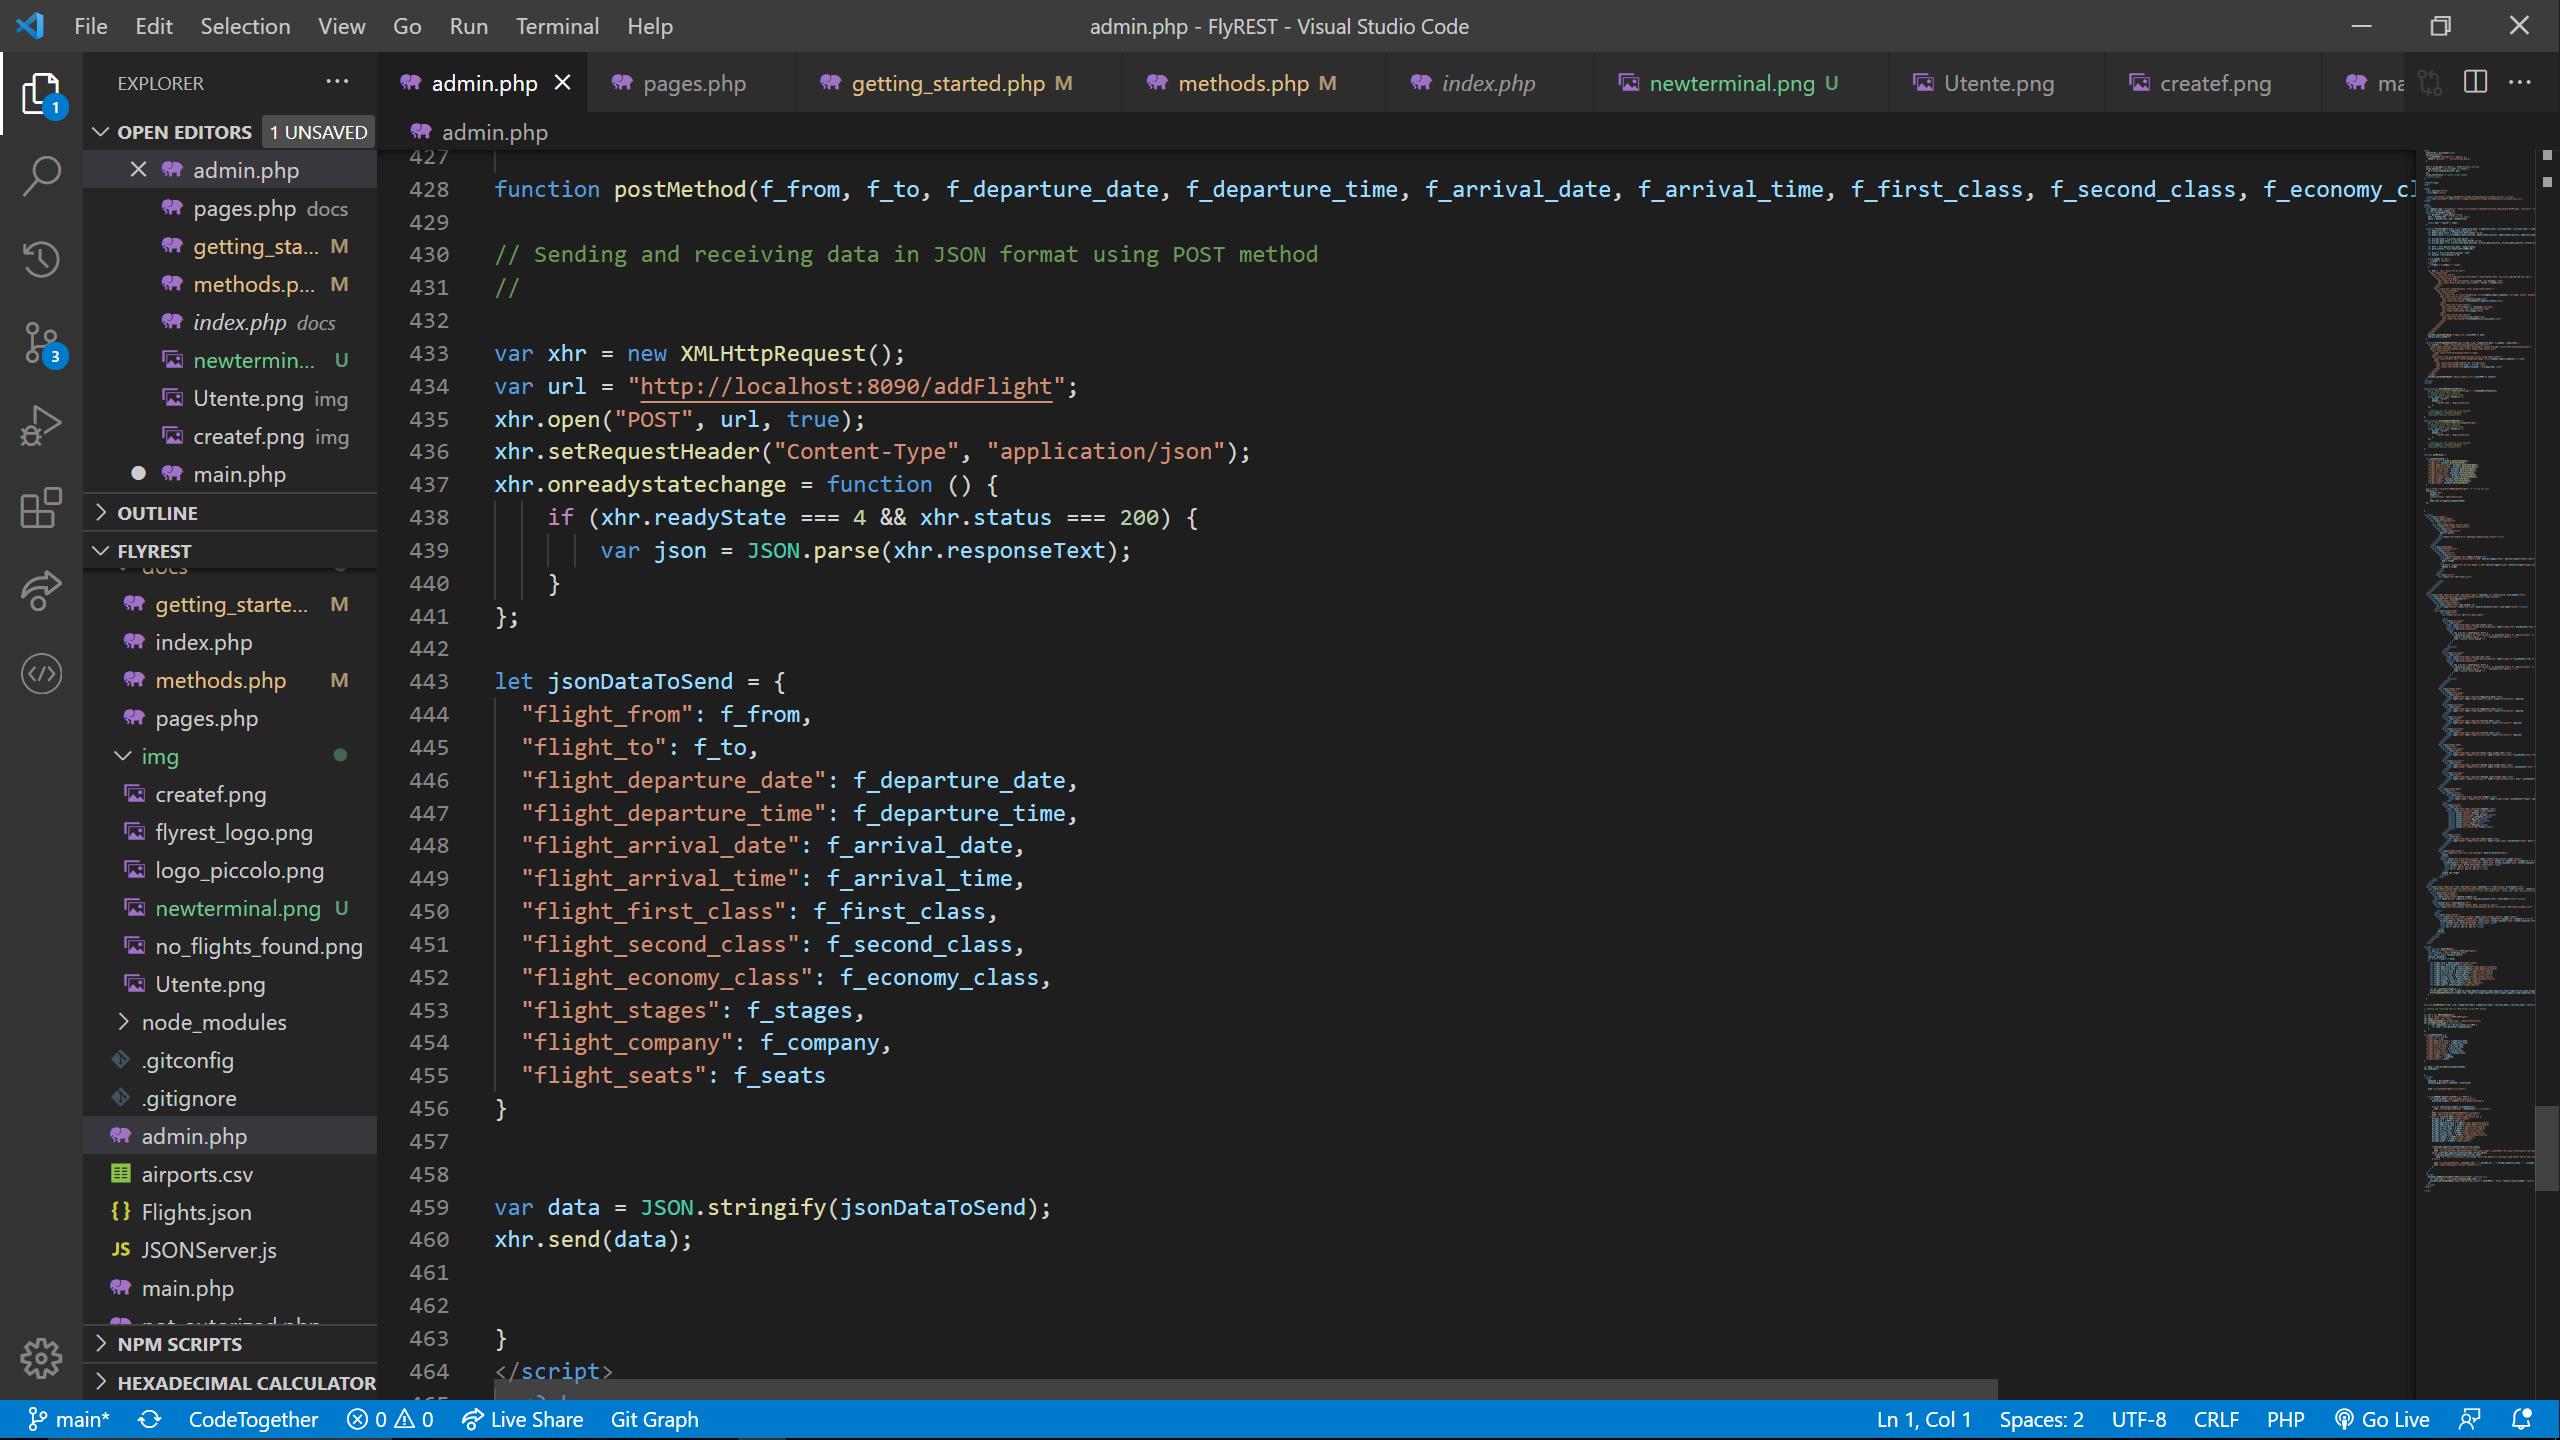 File Edit Selection View Go Run Terminal Help
admin.php - FlyREST - Visual Studio Code
EXPLORER
1
3
OPEN EDITORS 1 UNSAVED
admin.php
pages.php docs
getting_sta... M
methods.p... M
index.php docs
newtermin... U
Utente.png img
createf.png img
main.php
OUTLINE
FLYREST
docs
getting_starte... M
index.php
methods.php M
pages.php
img
createf.png
flyrest_logo.png
logo_piccolo.png
newterminal.png U
no_flights_found.png
Utente.png
node_modules
.gitconfig
.gitignore
admin.php
airports.csv
{} Flights.json
JS JSONServer.js
main.php
not_autorized.php
NPM SCRIPTS
HEXADECIMAL CALCULATOR
admin.php pages.php getting_started.php M methods.php M index.php newterminal.png U Utente.png createf.png ma
admin.php
427
428 function postMethod(f_from, f_to, f_departure_date, f_departure_time, f_arrival_date, f_arrival_time, f_first_class, f_second_class, f_economy_cl
429
430 // Sending and receiving data in JSON format using POST method
431 //
432
433 var xhr = new XMLHttpRequest();
434 var url = "http://localhost:8090/addFlight";
435 xhr.open("POST", url, true);
436 xhr.setRequestHeader("Content-Type", "application/json");
437 xhr.onreadystatechange = function () {
438 if (xhr.readyState === 4 && xhr.status === 200) {
439 var json = JSON.parse(xhr.responseText);
440 }
441 };
442
443 let jsonDataToSend = {
444 "flight_from": f_from,
445 "flight_to": f_to,
446 "flight_departure_date": f_departure_date,
447 "flight_departure_time": f_departure_time,
448 "flight_arrival_date": f_arrival_date,
449 "flight_arrival_time": f_arrival_time,
450 "flight_first_class": f_first_class,
451 "flight_second_class": f_second_class,
452 "flight_economy_class": f_economy_class,
453 "flight_stages": f_stages,
454 "flight_company": f_company,
455 "flight_seats": f_seats
456 }
457
458
459 var data = JSON.stringify(jsonDataToSend);
460 xhr.send(data);
461
462
463 }
464 </script>
main* CodeTogether 0 0 Live Share Git Graph Ln 1, Col 1 Spaces: 2 UTF-8 CRLF PHP Go Live